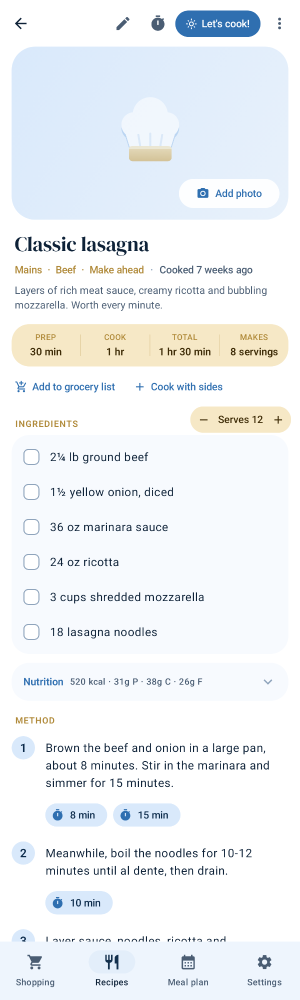 Let's cook!
Add photo
Classic lasagna
Mains · Beef · Make ahead · Cooked 7 weeks ago
Layers of rich meat sauce, creamy ricotta and bubbling
mozzarella. Worth every minute.
PREP COOK TOTAL MAKES
30 min 1 hr 1 hr 30 min 8 servings
Add to grocery list + Cook with sides
INGREDIENTS − Serves 12 +
2¼ lb ground beef
1½ yellow onion, diced
36 oz marinara sauce
24 oz ricotta
3 cups shredded mozzarella
18 lasagna noodles
Nutrition 520 kcal · 31g P · 38g C · 26g F
METHOD
1 Brown the beef and onion in a large pan,
about 8 minutes. Stir in the marinara and
simmer for 15 minutes.
8 min 15 min
2 Meanwhile, boil the noodles for 10-12
minutes until al dente, then drain.
10 min
3 Layer sauce, noodles, ricotta and
Shopping Recipes Meal plan Settings